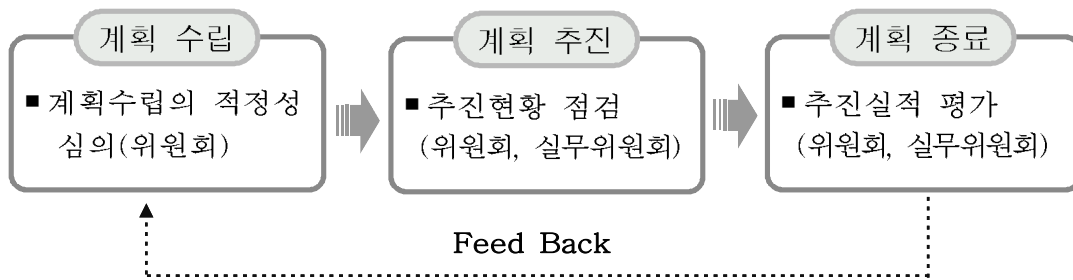 계획 수립
■ 계획수립의 적정성
심의(위원회)
계획 추진
■ 추진현황 점검
(위원회, 실무위원회)
계획 종료
■ 추진실적 평가
(위원회, 실무위원회)
Feed Back